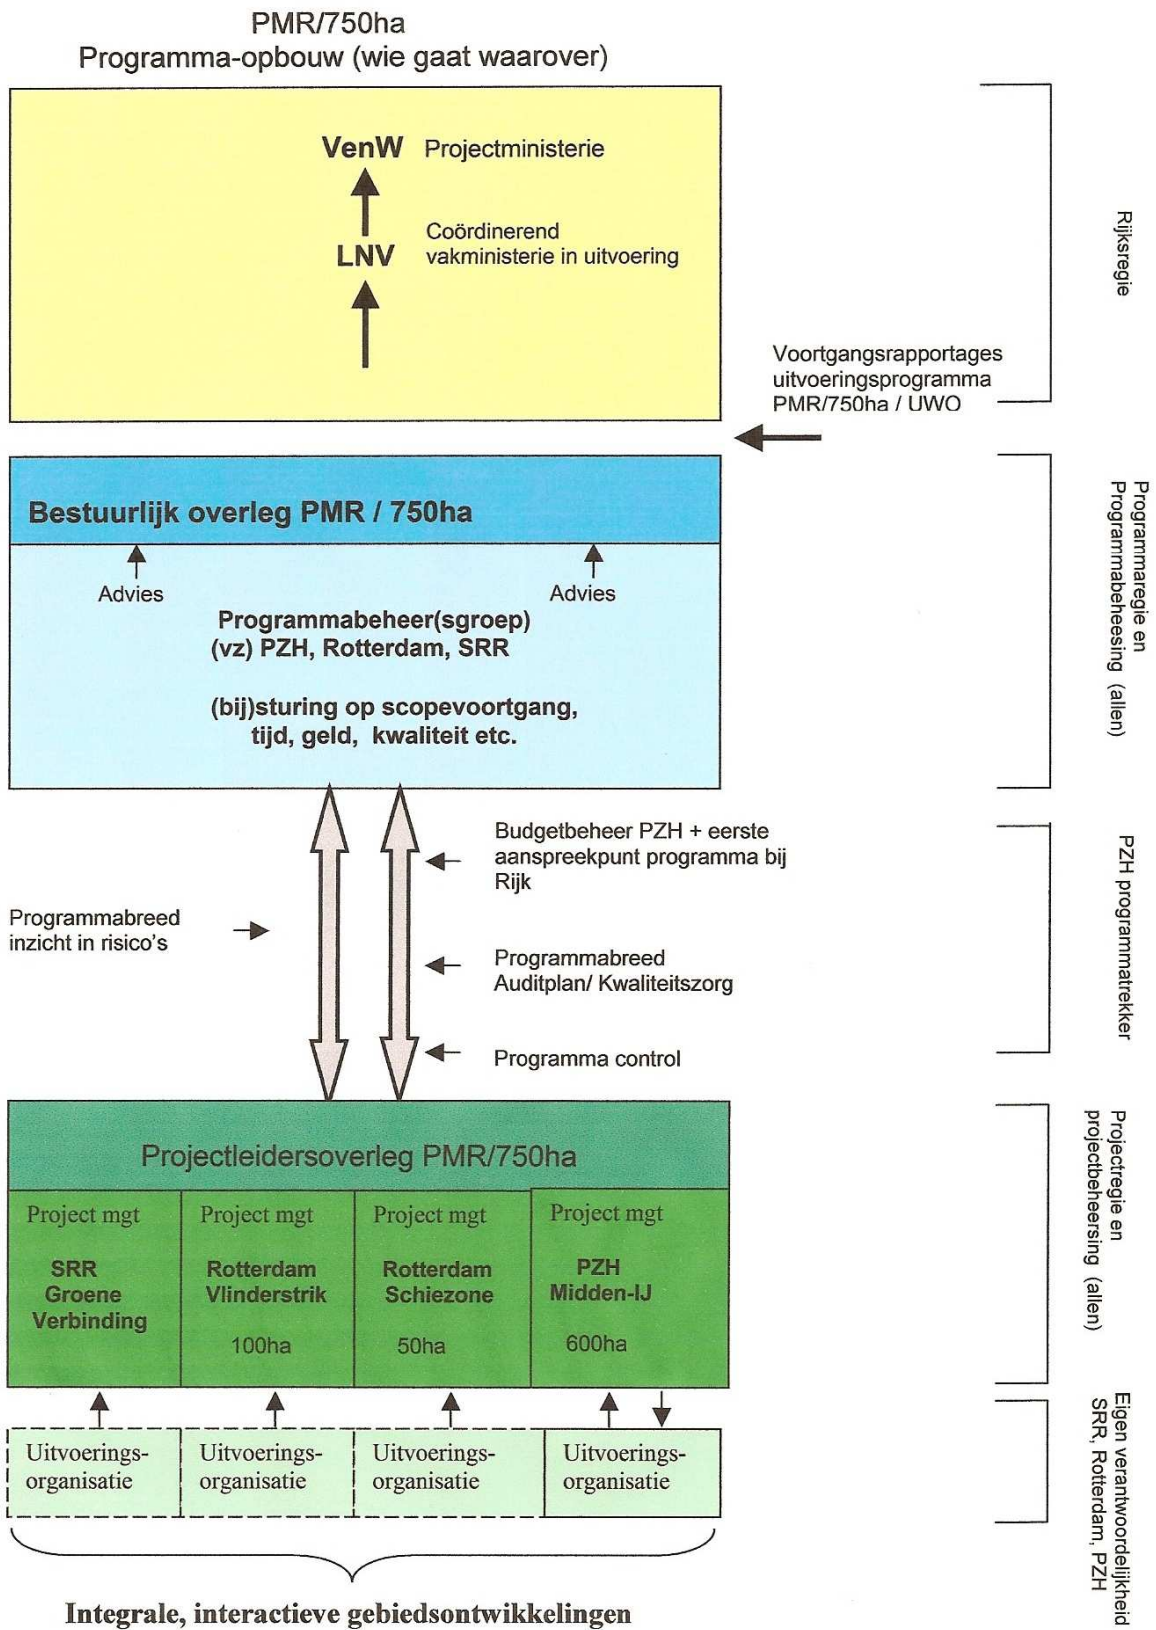 PMR/750ha
Programma-opbouw (wie gaat waarover)
VenW Projectministerie
LNV Coördinerend
vakministerie in uitvoering
Rijksregie
Voortgangsrapportages
uitvoeringsprogramma
PMR/750ha / UWO
Bestuurlijk overleg PMR / 750ha
Advies
Advies
Programmabeheer(sgroep)
(vz) PZH, Rotterdam, SRR
(bij)sturing op scopevoortgang,
tijd, geld, kwaliteit etc.
Programmaregie en
Programmabeheesing (allen)
Budgetbeheer PZH + eerste
aanspreekpunt programma bij
Rijk
Programmabreed
inzicht in risico's
Programmabreed
Auditplan/ Kwaliteitszorg
Programma control
PZH programmatrekker
Projectleidersoverleg PMR/750ha
Project mgt
SRR
Groene
Verbinding
Project mgt
Rotterdam
Vlinderstrik
100ha
Project mgt
Rotterdam
Schiezone
50ha
Project mgt
PZH
Midden-IJ
600ha
Projectregie en
projectbeheersing (allen)
Uitvoerings-
organisatie
Uitvoerings-
organisatie
Uitvoerings-
organisatie
Uitvoerings-
organisatie
Eigen verantwoordelijkheid
SRR, Rotterdam, PZH
Integrale, interactieve gebiedsontwikkelingen